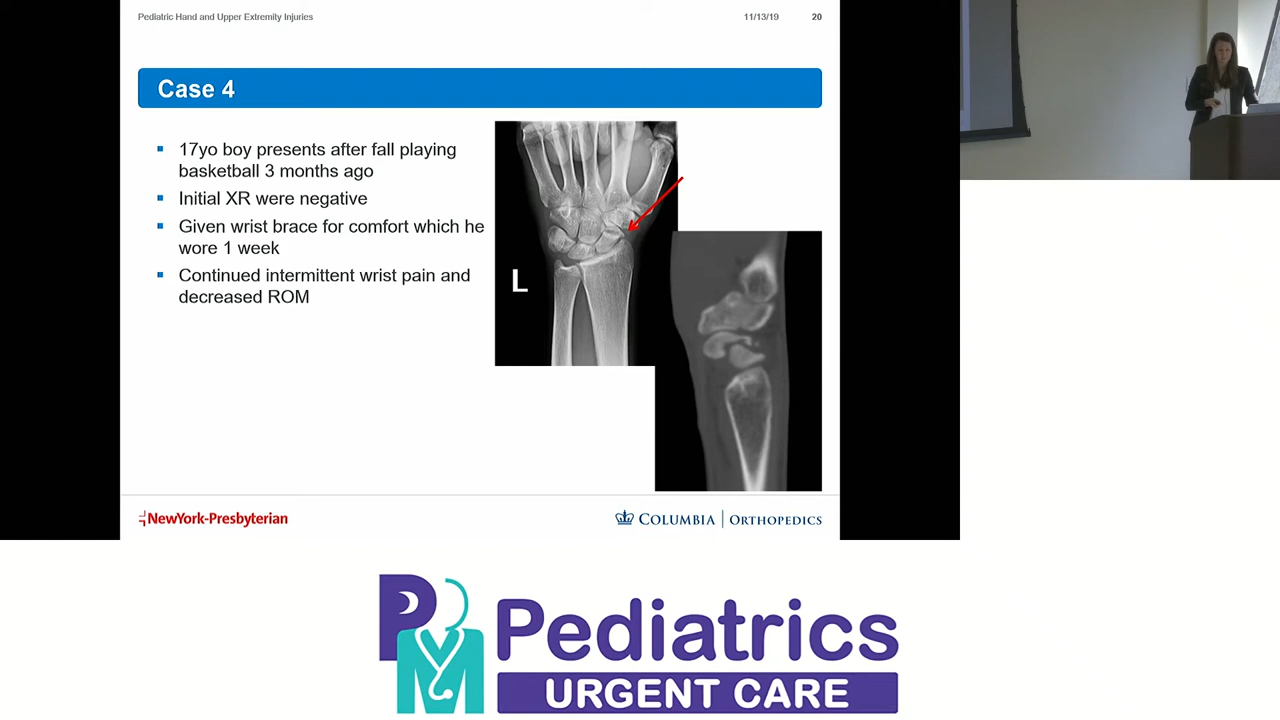 Pediatric Hand and Upper Extremity Injuries
11/13/19
20
Case 4
17yo boy presents after fall playing
basketball 3 months ago
Initial XR were negative
Given wrist brace for comfort which he
wore 1 week
Continued intermittent wrist pain and
decreased ROM
L
NewYork-Presbyterian
COLUMBIA | ORTHOPEDICS
PM
Pediatrics
URGENT CARE